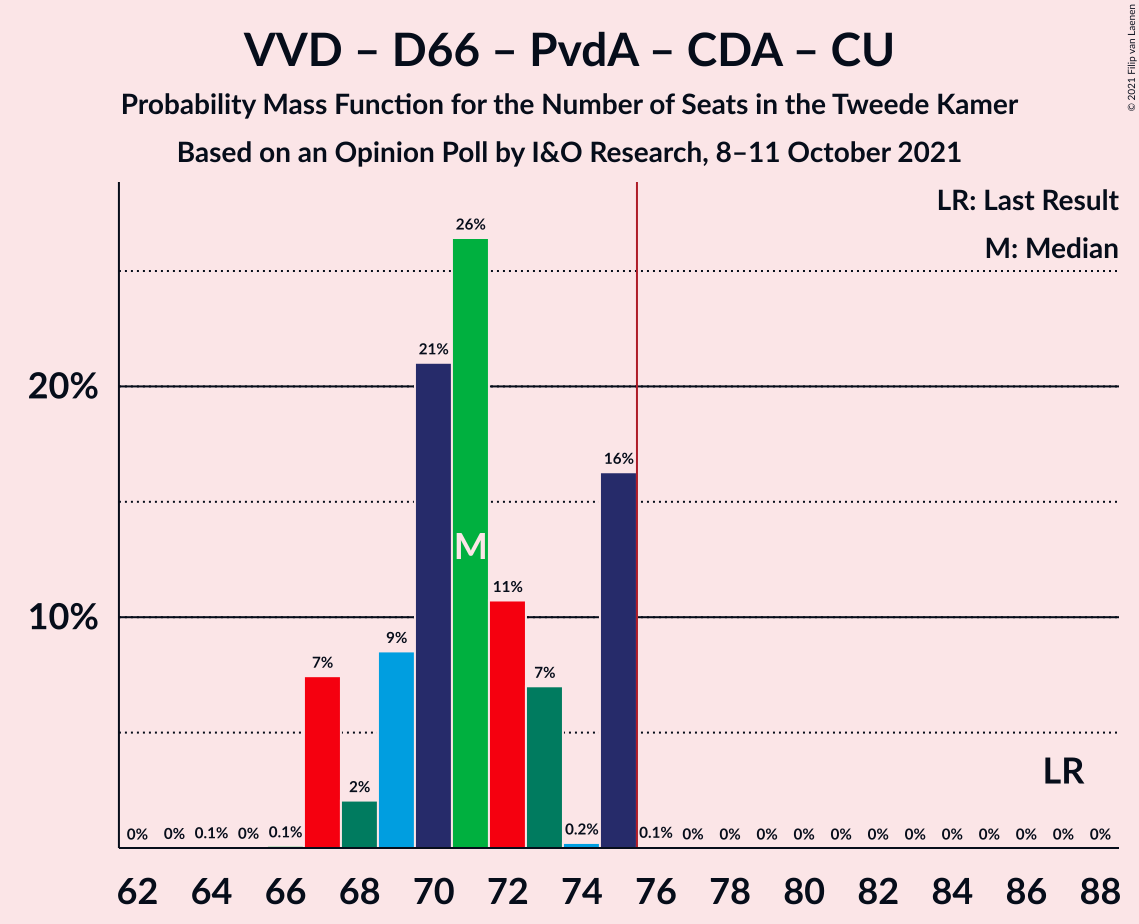 VVD – D66 – PvdA – CDA – CU
Probability Mass Function for the Number of Seats in the Tweede Kamer
Based on an Opinion Poll by I&O Research, 8–11 October 2021
© 2021 Filip van Laenen
LR: Last Result
M: Median
20%
10%
0% 0% 0.1% 0% 0.1% 7% 2% 9% 21% 26% 11% 7% 0.2% 16% 0.1% 0% 0% 0% 0% 0% 0% 0% 0% 0% 0% 0% 0%
M
LR
62 64 66 68 70 72 74 76 78 80 82 84 86 88